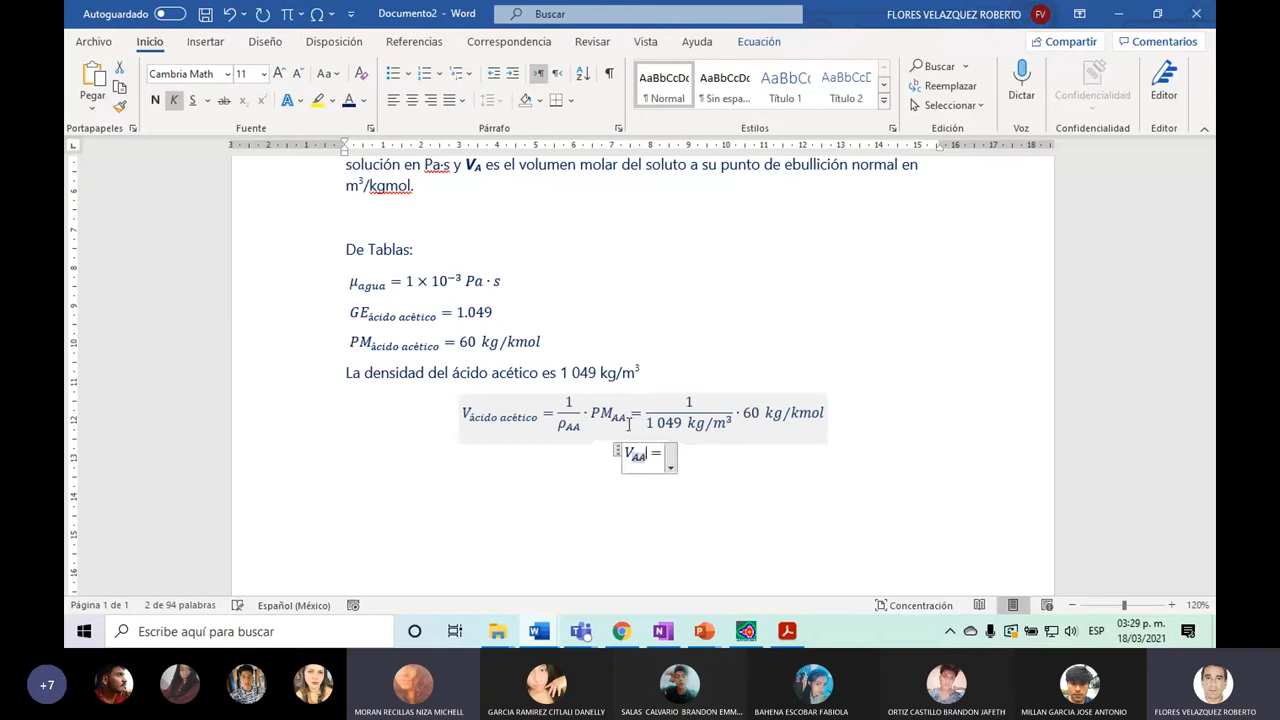 Autoguardado
Documento2 - Word
Buscar
FLORES VELAZQUEZ ROBERTO
FV
Archivo Inicio Insertar Diseño Disposición Referencias Correspondencia Revisar Vista Ayuda Ecuación
Compartir
Comentarios
Pegar
Cambria Math
11
Normal
Sin espa...
Título 1
Título 2
Buscar
Reemplazar
Seleccionar
Dictar
Confidencialidad
Editor
Portapapeles
Fuente
Párrafo
Estilos
Edición
Voz
Confidencialidad
Editor
solución en Pa·s y V_A es el volumen molar del soluto a su punto de ebullición normal en
m³/kgmol.
De Tablas:
μ_agua = 1 × 10⁻³ Pa · s
GE_ácido acético = 1.049
PM_ácido acético = 60 kg/kmol
La densidad del ácido acético es 1 049 kg/m³
V_ácido acético = 1/ρ_AA · PM_AA = 1/(1 049 kg/m³) · 60 kg/kmol
V_AA =
Página 1 de 1
2 de 94 palabras
Español (México)
Concentración
120%
Escribe aquí para buscar
ESP
03:29 p. m.
18/03/2021
+7
MORAN RECILLAS NIZA MICHELL
GARCIA RAMIREZ CITLALI DANELLY
SALAS CALVARIO BRANDON EMM...
BAHENA ESCOBAR FABIOLA
ORTIZ CASTILLO BRANDON JAFETH
MILLAN GARCIA JOSE ANTONIO
FLORES VELAZQUEZ ROBERTO